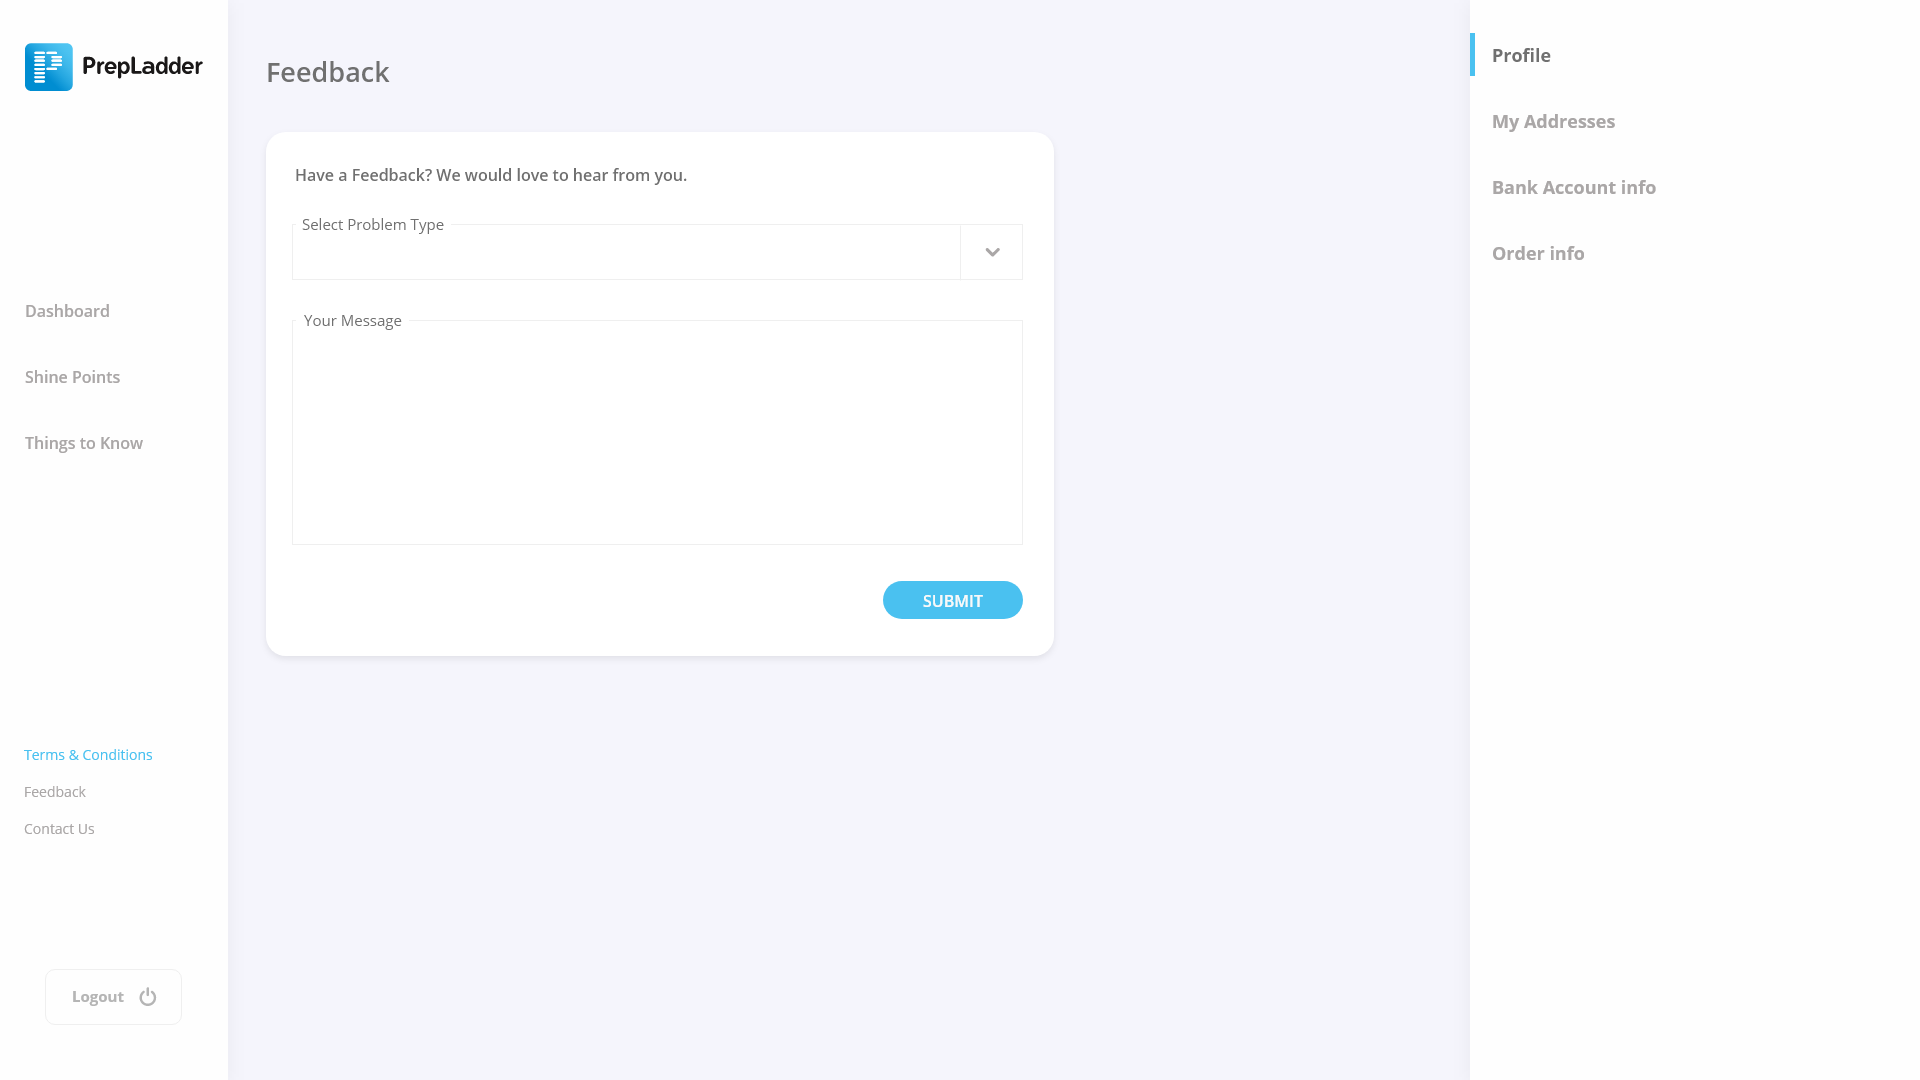 PrepLadder
Dashboard
Shine Points
Things to Know
Terms & Conditions
Feedback
Contact Us
Logout
Feedback
Have a Feedback? We would love to hear from you.
Select Problem Type
Your Message
SUBMIT
Profile
My Addresses
Bank Account info
Order info